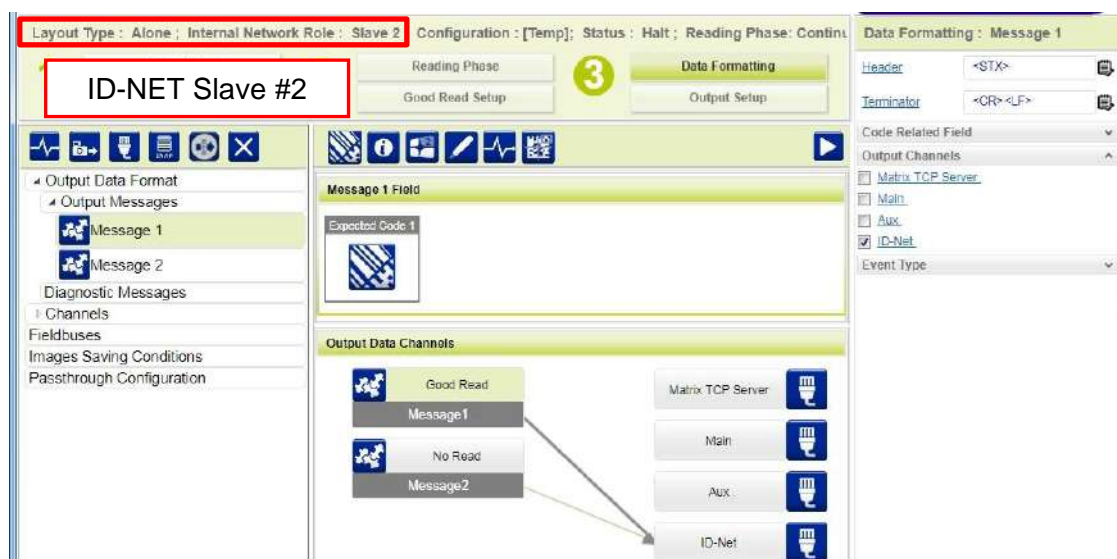 Layout Type : Alone ; Internal Network Role : Slave 2 Configuration : [Temp]; Status : Halt ; Reading Phase: Continu
ID-NET Slave #2
Reading Phase
Good Read Setup
3
Data Formatting
Output Setup
Output Data Format
Output Messages
Message 1
Message 2
Diagnostic Messages
Channels
Fieldbuses
Images Saving Conditions
Passthrough Configuration
Message 1 Field
Expected Code 1
Output Data Channels
Good Read
Message1
No Read
Message2
Matrix TCP Server
Main
Aux
ID-Net
Data Formatting : Message 1
Header <STX>
Terminator <CR><LF>
Code Related Field
Output Channels
Matrix TCP Server
Main
Aux
ID-Net
Event Type